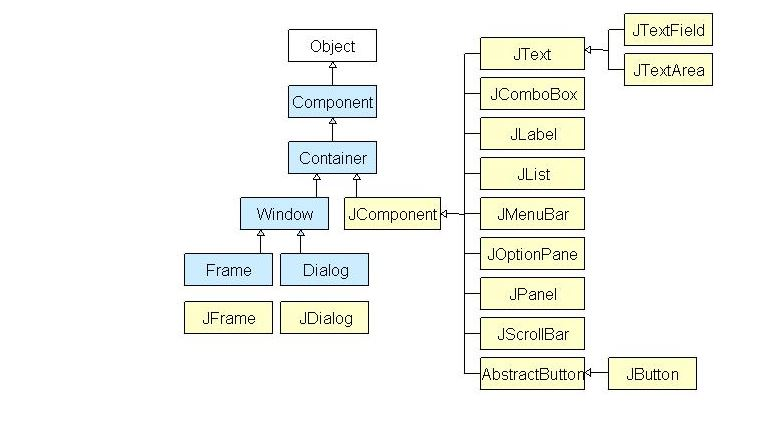 Object
Component
Container
Window
JComponent
Frame
Dialog
JFrame
JDialog
JText
JComboBox
JLabel
JList
JMenuBar
JOptionPane
JPanel
JScrollBar
AbstractButton
JTextField
JTextArea
JButton